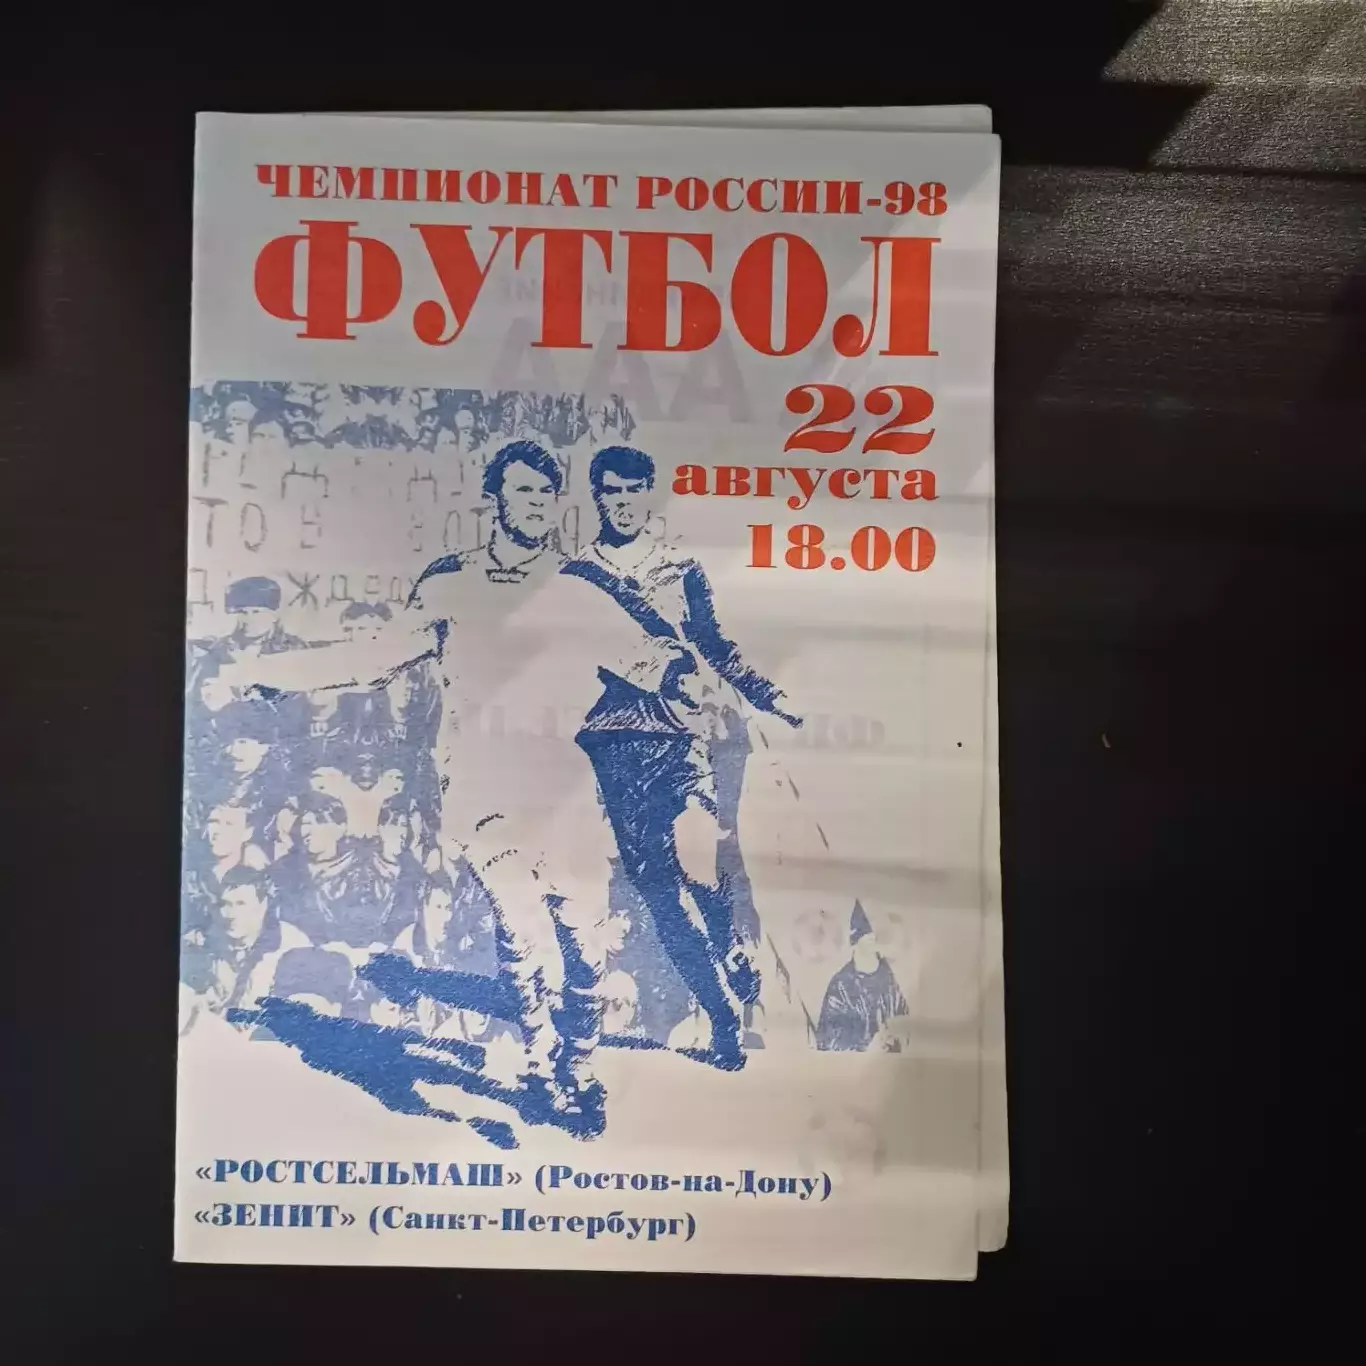 ЧЕМПИОНАТ РОССИИ-98
ФУТБОЛ
22
августа
18.00
«РОСТСЕЛЬМАШ» (Ростов-на-Дону)
«ЗЕНИТ» (Санкт-Петербург)